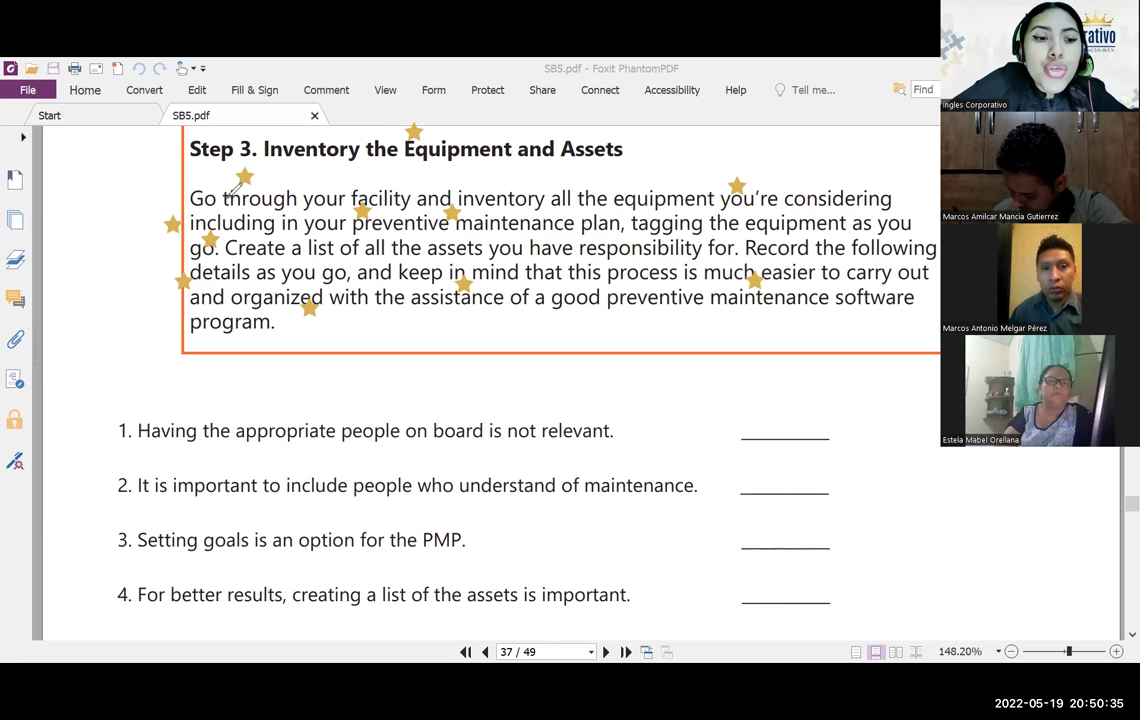 rativo
S.A. de C.V.
Ingles Corporativo
Marcos Amilcar Mancia Gutierrez
Marcos Antonio Melgar Pérez
Estela Mabel Orellana
SB5.pdf - Foxit PhantomPDF
File Home Convert Edit Fill & Sign Comment View Form Protect Share Connect Accessibility Help Tell me... Find
Start SB5.pdf
Step 3. Inventory the Equipment and Assets
Go through your facility and inventory all the equipment you're considering
including in your preventive maintenance plan, tagging the equipment as you
go. Create a list of all the assets you have responsibility for. Record the following
details as you go, and keep in mind that this process is much easier to carry out
and organized with the assistance of a good preventive maintenance software
program.
1. Having the appropriate people on board is not relevant. __________
2. It is important to include people who understand of maintenance. __________
3. Setting goals is an option for the PMP. __________
4. For better results, creating a list of the assets is important. __________
37 / 49
148.20%
2022-05-19 20:50:35